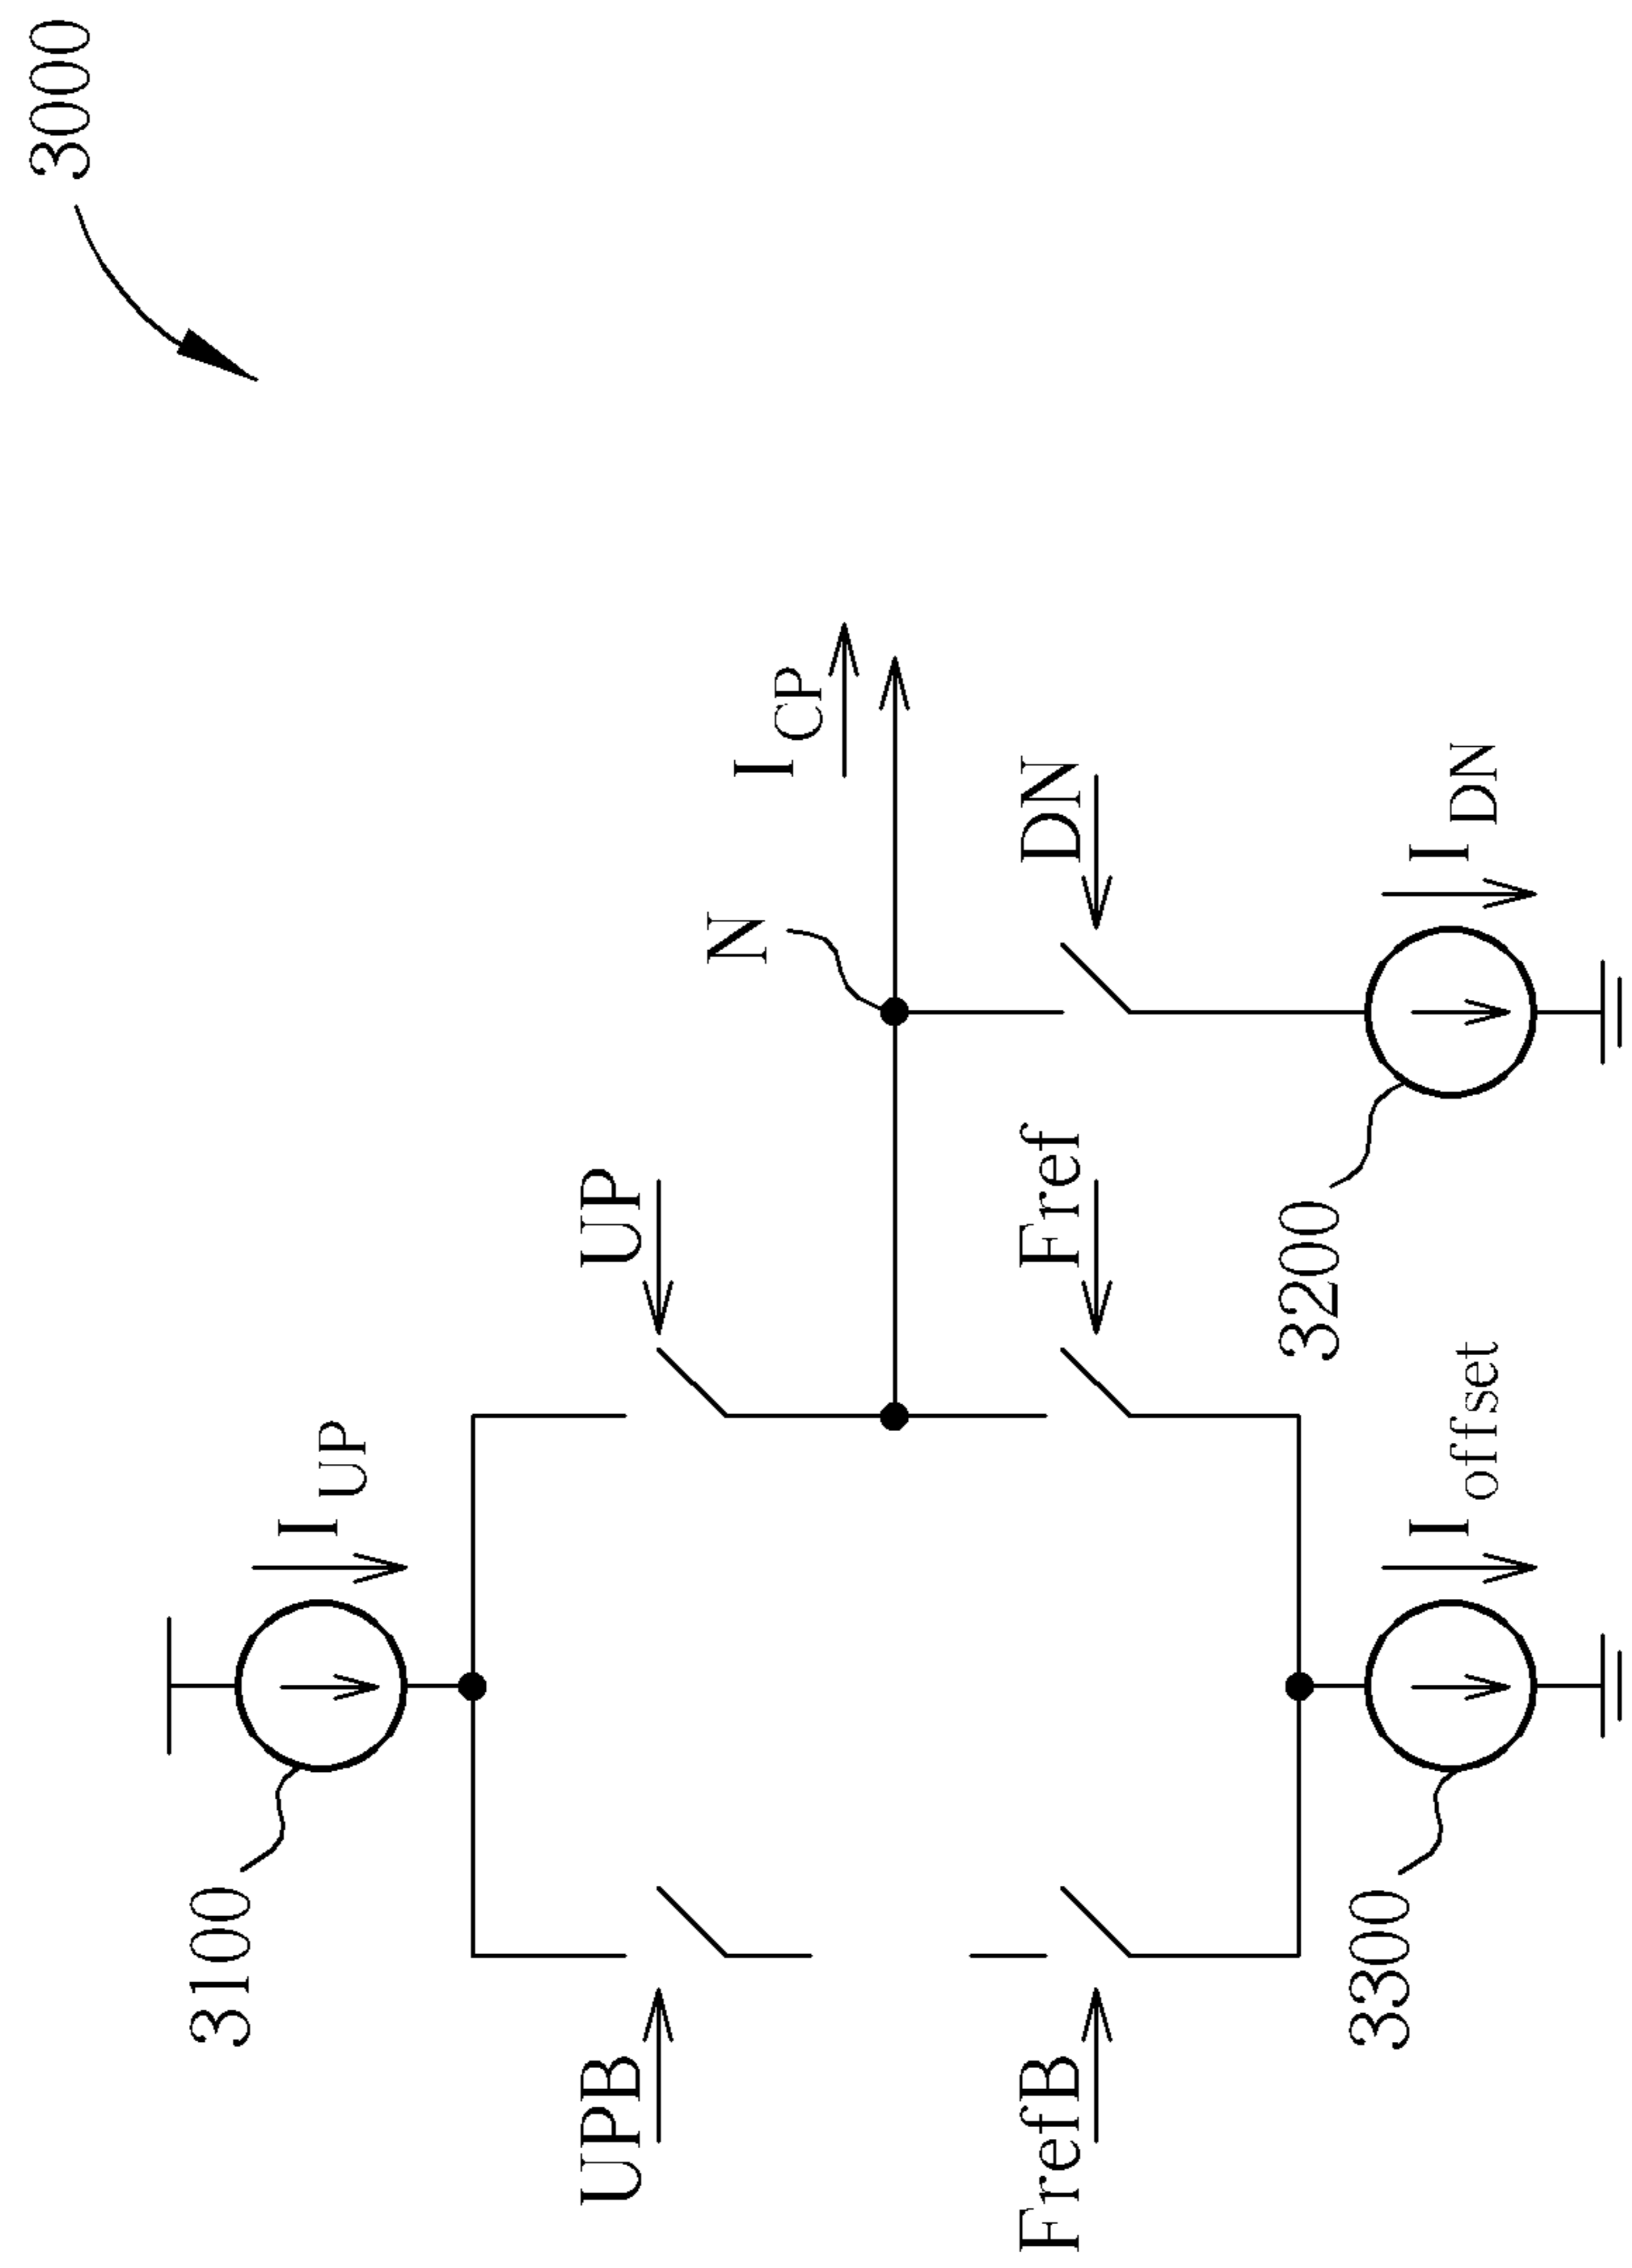 3000
3100
I_UP
UPB
UP
N
I_CP
FrefB
Fref
DN
3200
3300
I_offset
I_DN